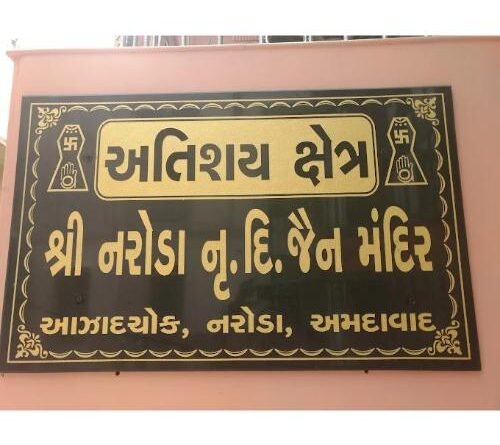 અતિશય ક્ષેત્ર
શ્રી નરોડા નૃ.દિ.જૈન મંદિર
આઝાદચોક, નરોડા, અમદાવાદ